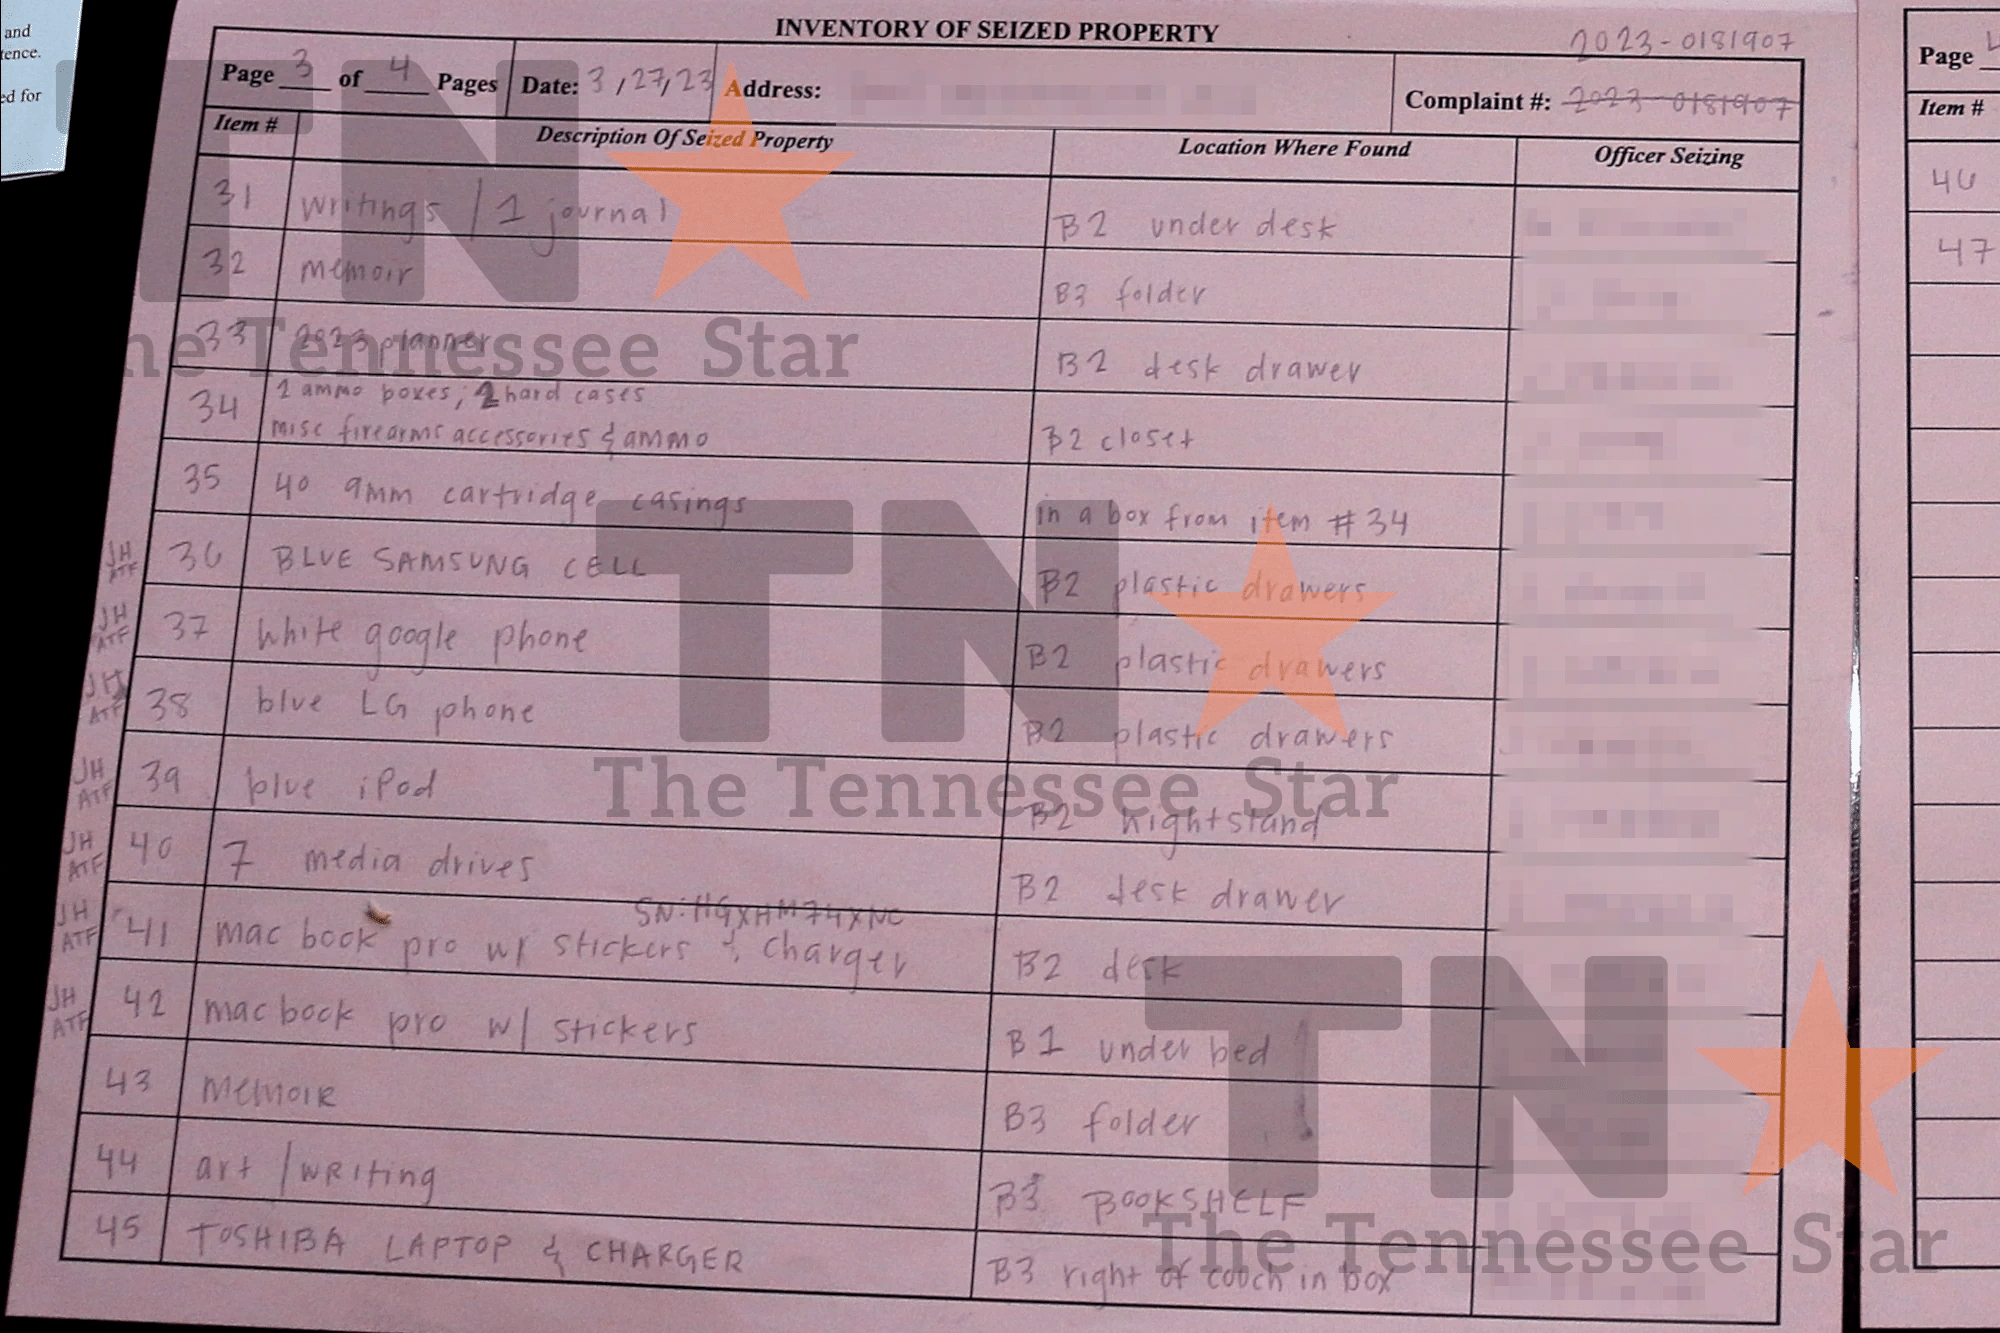 and
tence.
ed for
INVENTORY OF SEIZED PROPERTY
2023-0181907
Page 3 of 4 Pages Date: 3/27/23 Address: Complaint #: 2023-0181907
Item # Description Of Seized Property Location Where Found Officer Seizing
31 writings / 1 journal B2 under desk
32 memoir B3 folder
33 2023 planner B2 desk drawer
34 2 ammo boxes; 2 hard cases
misc firearms accessories & ammo B2 closet
35 40 9mm cartridge casings in a box from item #34
JH
ATF
36 BLUE SAMSUNG CELL B2 plastic drawers
JH
ATF
37 white google phone B2 plastic drawers
JH
ATF
38 blue LG phone B2 plastic drawers
JH
ATF
39 blue iPod B2 nightstand
JH
ATF
40 7 media drives B2 desk drawer
JH
ATF
SN:
41 mac book pro w/ stickers & charger B2 desk
JH
ATF
42 mac book pro w/ stickers B1 under bed
43 MEMOIR B3 folder
44 art / WRiting B3 BOOKSHELF
45 TOSHIBA LAPTOP & CHARGER B3 right of couch in box
Page
Item #
46
47
TN
The Tennessee Star
TN
The Tennessee Star
TN
The Tennessee Star